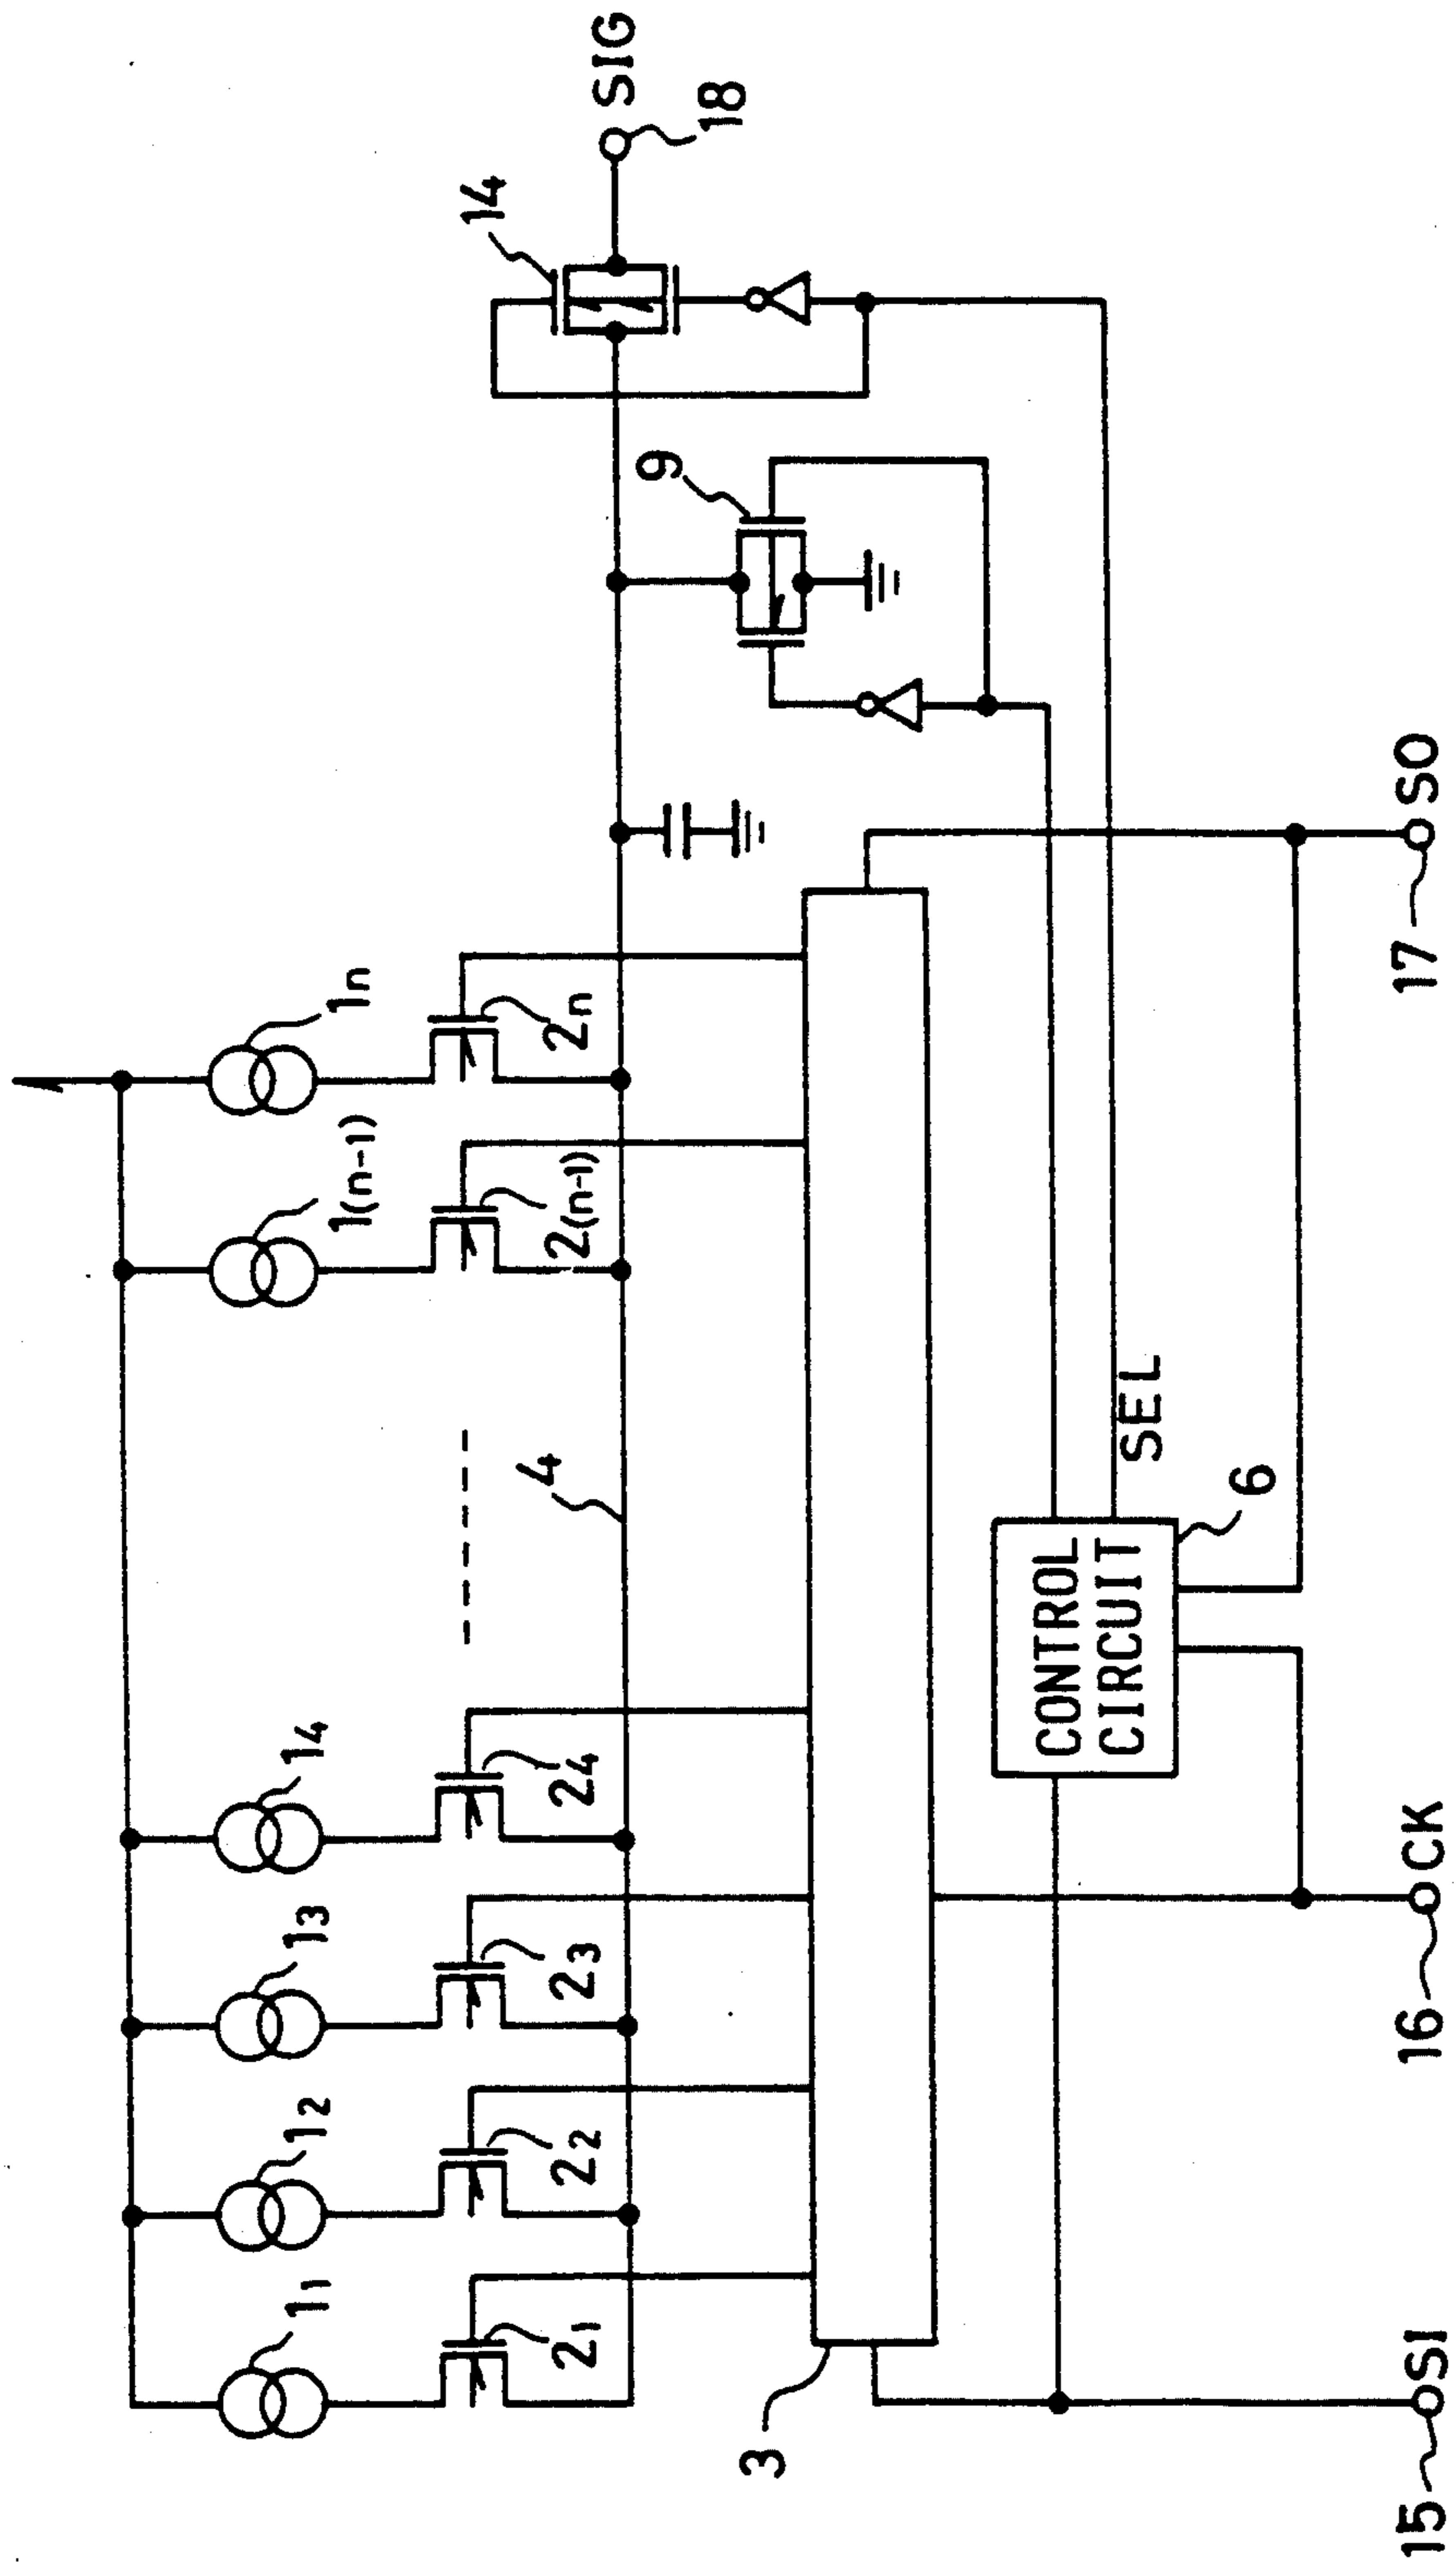 1₁
1₂
1₃
1₄
1(n-1)
1n
2₁
2₂
2₃
2₄
2(n-1)
2n
4
14
SIG
18
9
3
CONTROL
CIRCUIT
SEL
6
15 SI
16 CK
17 SO